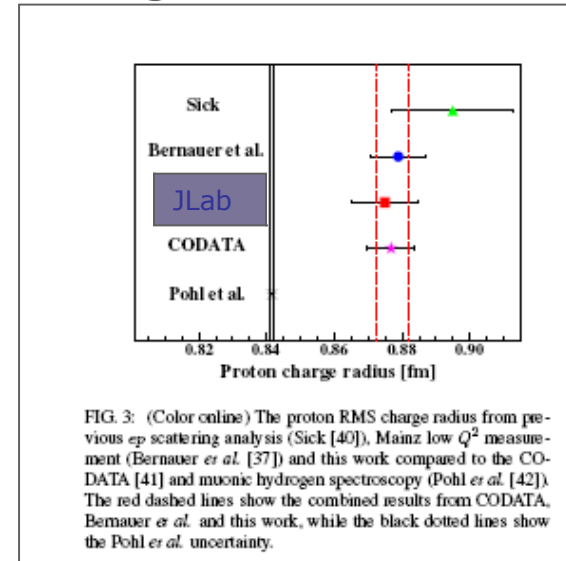 Sick
Bernauer et al.
JLab
CODATA
Pohl et al.
0.82 0.84 0.86 0.88 0.90
Proton charge radius [fm]
FIG. 3: (Color online) The proton RMS charge radius from pre-
vious ep scattering analysis (Sick [40]), Mainz low Q² measure-
ment (Bernauer et al. [37]) and this work compared to the CO-
DATA [41] and muonic hydrogen spectroscopy (Pohl et al. [42]).
The red dashed lines show the combined results from CODATA,
Bernauer et al. and this work, while the black dotted lines show
the Pohl et al. uncertainty.